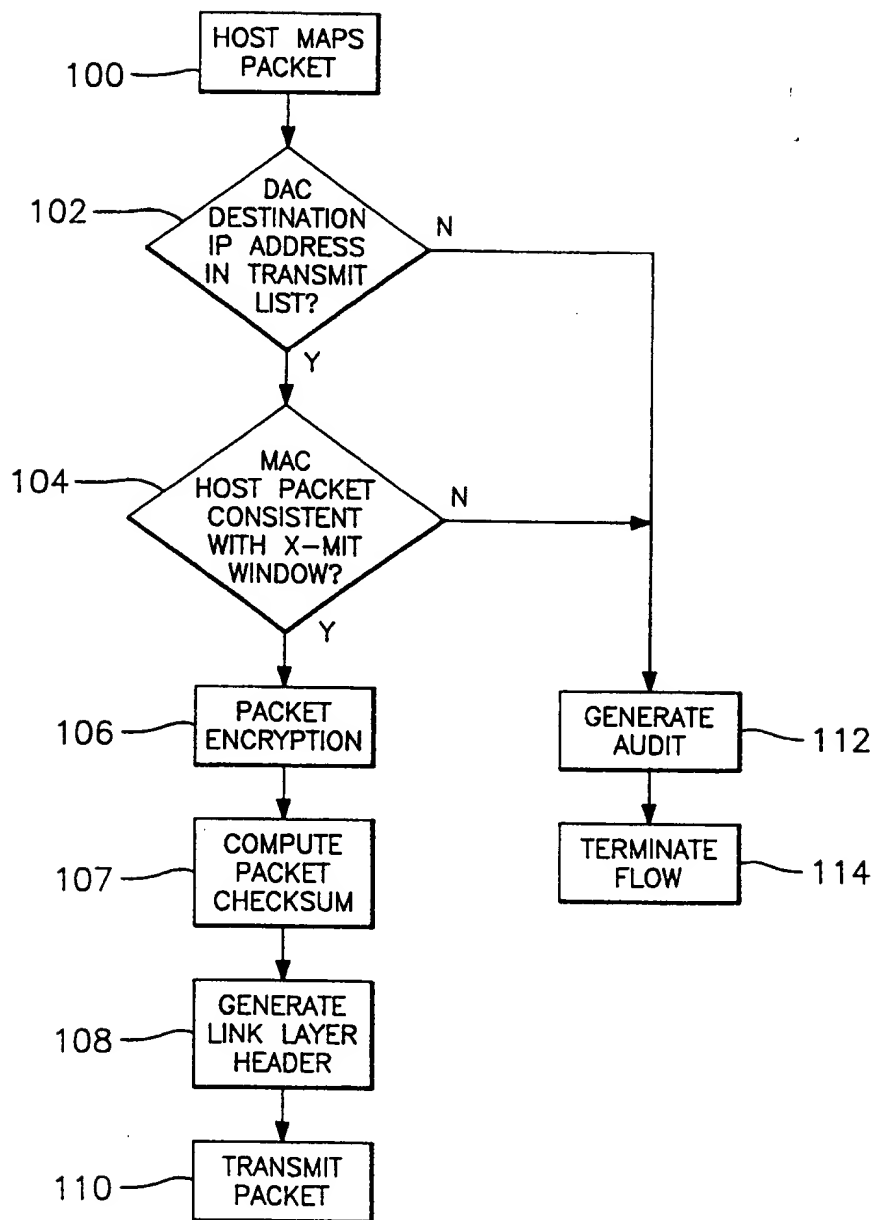 HOST MAPS
PACKET
100
DAC
DESTINATION
IP ADDRESS
IN TRANSMIT
LIST?
102
N
Y
MAC
HOST PACKET
CONSISTENT
WITH X-MIT
WINDOW?
104
N
Y
PACKET
ENCRYPTION
106
GENERATE
AUDIT
112
COMPUTE
PACKET
CHECKSUM
107
TERMINATE
FLOW
114
GENERATE
LINK LAYER
HEADER
108
TRANSMIT
PACKET
110